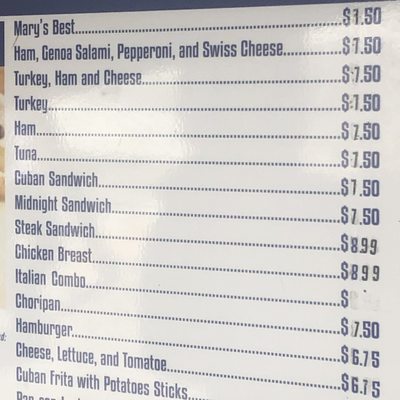 Mary's Best $7.50
Ham, Genoa Salami, Pepperoni, and Swiss Cheese $7.50
Turkey, Ham and Cheese $7.50
Turkey $7.50
Ham $7.50
Tuna $7.50
Cuban Sandwich $7.50
Midnight Sandwich $7.50
Steak Sandwich $8.99
Chicken Breast $8.99
Italian Combo $
Choripan $7.50
Hamburger $6.75
Cheese, Lettuce, and Tomatoe $6.75
Cuban Frita with Potatoes Sticks